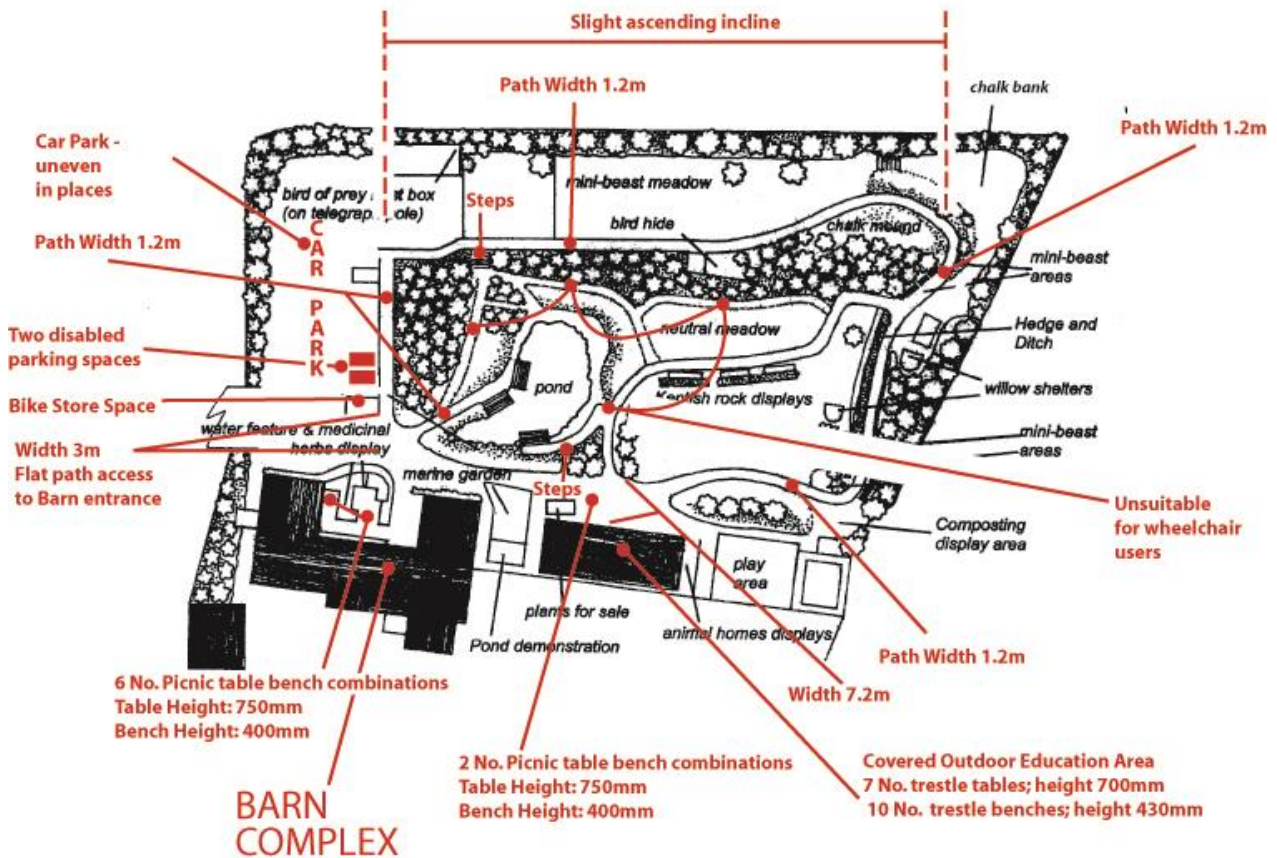 Slight ascending incline
Path Width 1.2m
chalk bank
Path Width 1.2m
Car Park -
uneven
in places
bird of prey
box
(on telegraph
mini-beast meadow
Steps
bird hide
chalk mound
CAR PARK
Path Width 1.2m
mini-beast
areas
neutral meadow
Hedge and
Ditch
Two disabled
parking spaces
pond
Kentish rock displays
willow shelters
Bike Store Space
water feature & medicinal
herbs display
mini-beast
areas
Width 3m
Flat path access
to Barn entrance
marine garden
Steps
Unsuitable
for wheelchair
users
Composting
display area
play
area
plants for sale
Pond demonstration
animal homes displays
Path Width 1.2m
6 No. Picnic table bench combinations
Table Height: 750mm
Bench Height: 400mm
Width 7.2m
2 No. Picnic table bench combinations
Table Height: 750mm
Bench Height: 400mm
Covered Outdoor Education Area
7 No. trestle tables; height 700mm
10 No. trestle benches; height 430mm
BARN
COMPLEX